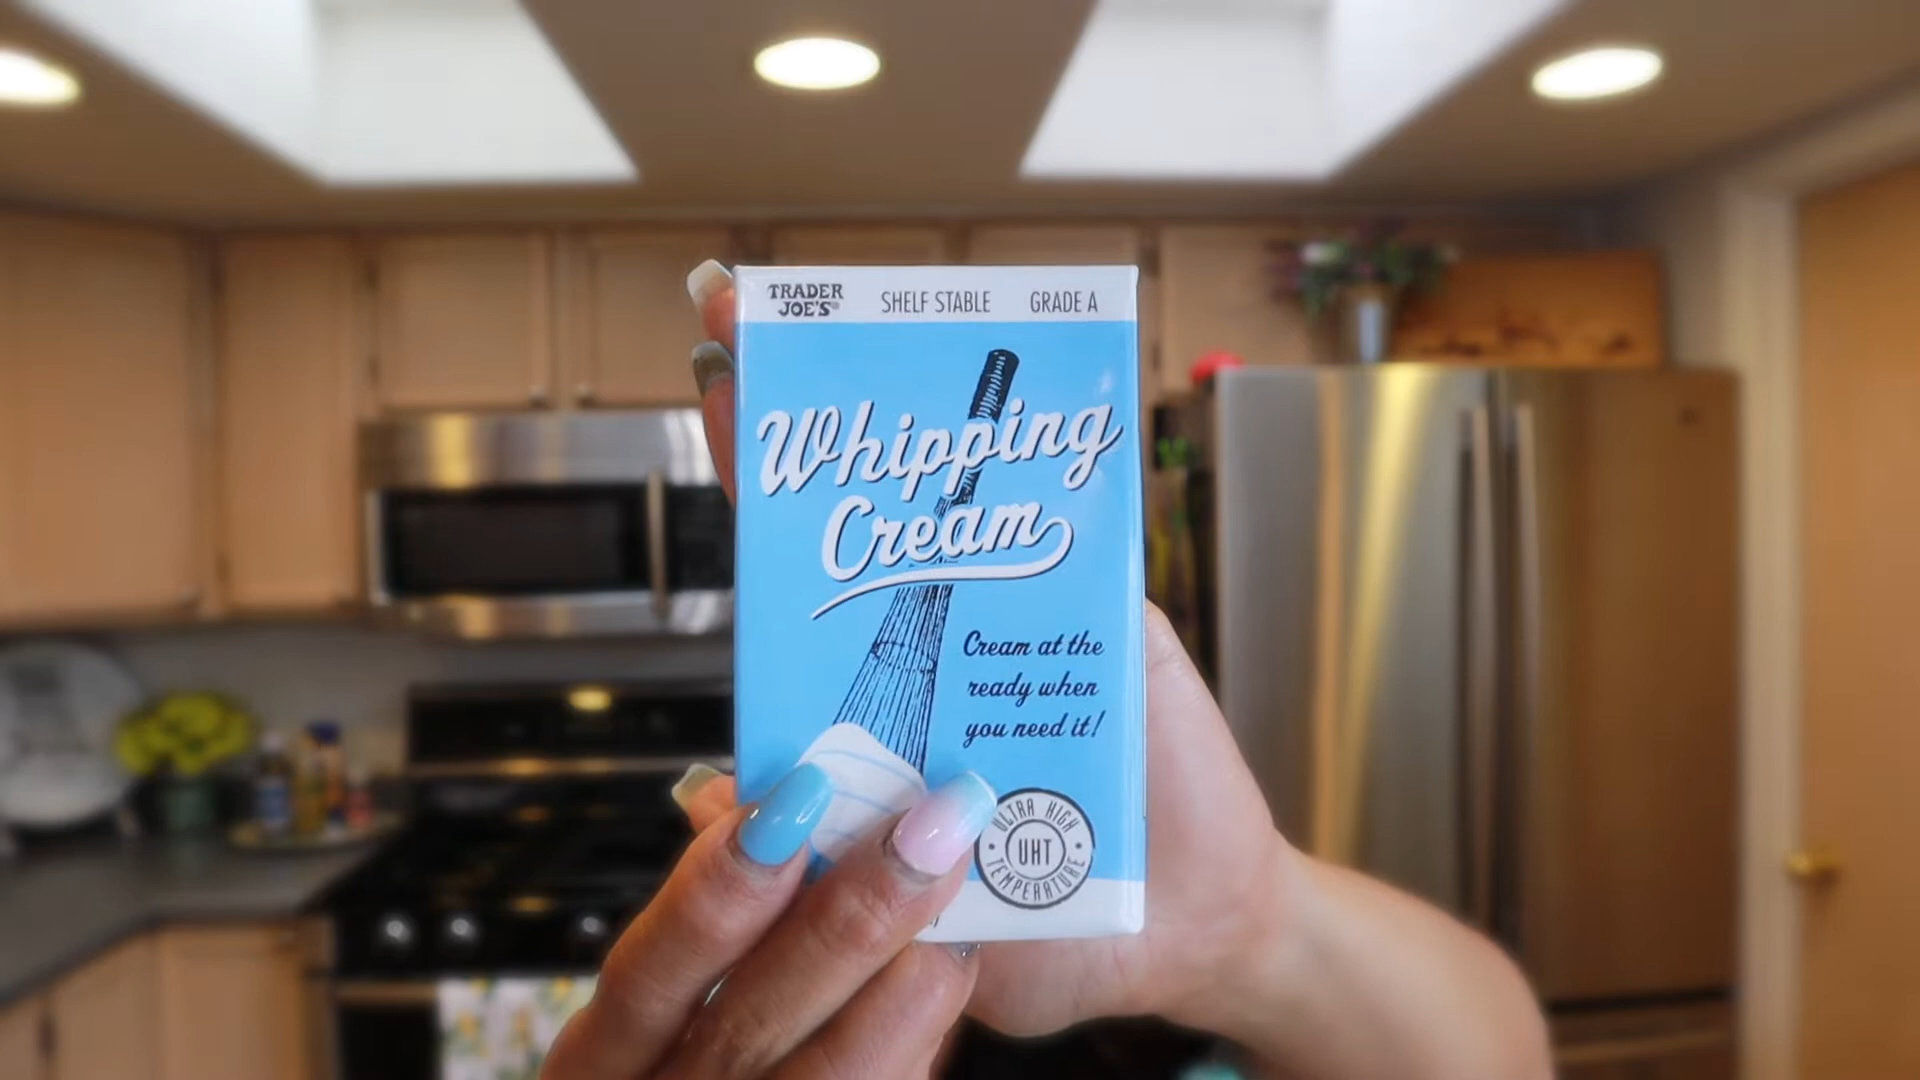 TRADER
JOE'S®
SHELF STABLE
GRADE A
Whipping
Cream
Cream at the
ready when
you need it!
ULTRA HIGH
UHT
TEMPERATURE